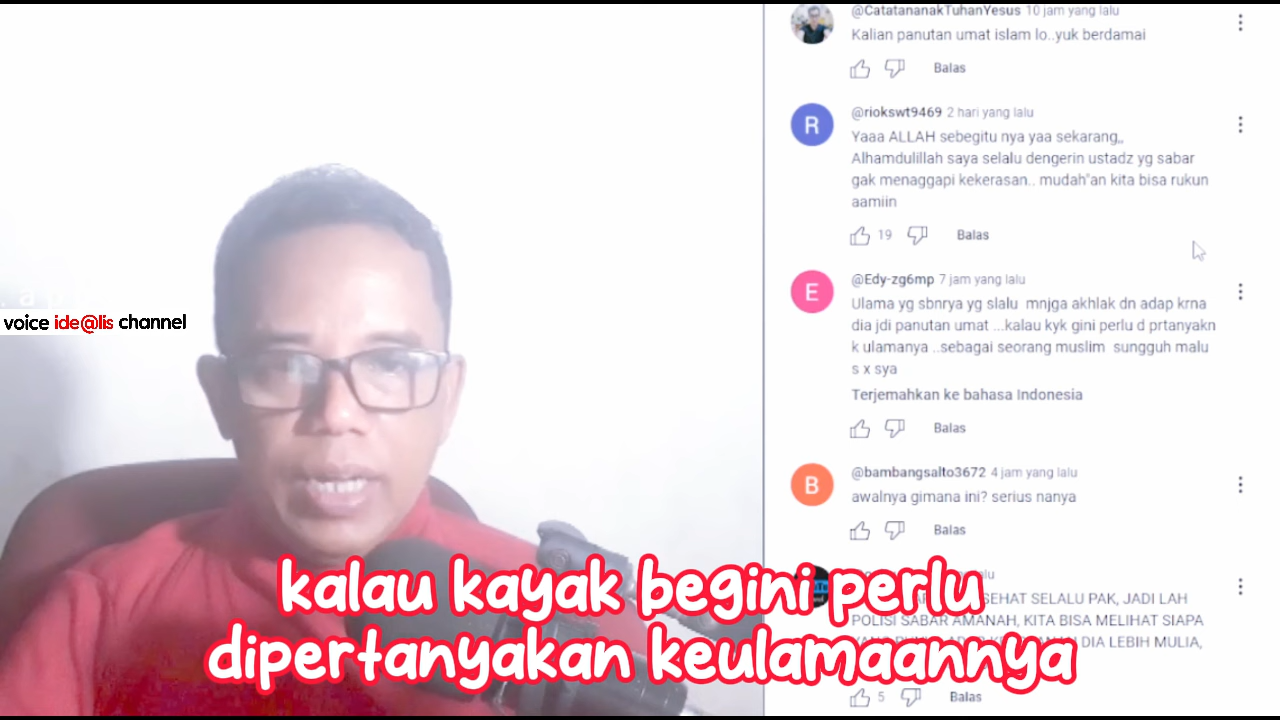 @CatatananakTuhanYesus 10 jam yang lalu
Kalian panutan umat islam lo..yuk berdamai
Balas
R
@riokswt9469 2 hari yang lalu
Yaaa ALLAH sebegitu nya yaa sekarang,,
Alhamdulillah saya selalu dengerin ustadz yg sabar
gak menaggapi kekerasan.. mudah"an kita bisa rukun
aamiin
19 Balas
E
@Edy-zg6mp 7 jam yang lalu
Ulama yg sbnrya yg slalu mnjga akhlak dn adap krna
dia jdi panutan umat ...kalau kyk gini perlu d prtanyakn
k ulamanya ..sebagai seorang muslim sungguh malu
s x sya
Terjemahkan ke bahasa Indonesia
Balas
B
@bambangsalto3672 4 jam yang lalu
awalnya gimana ini? serius nanya
Balas
SEHAT SELALU PAK, JADI LAH
POLISI SABAR AMANAH, KITA BISA MELIHAT SIAPA
DIA LEBIH MULIA,
5 Balas
voice ide@lis channel
kalau kayak begini perlu
dipertanyakan keulamaannya